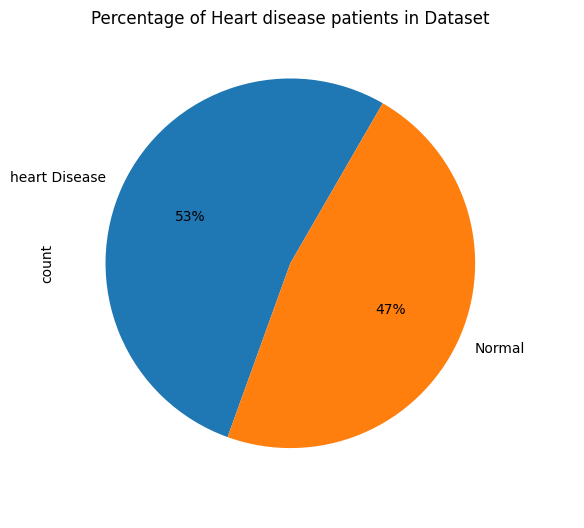 Percentage of Heart disease patients in Dataset
heart Disease
53%
count
47%
Normal